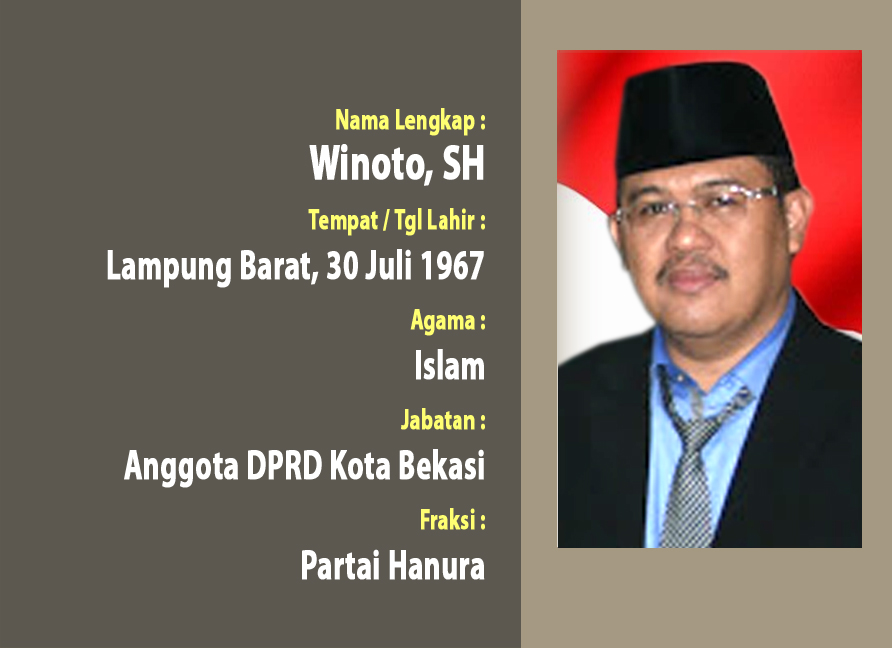 Nama Lengkap :
Winoto, SH
Tempat / Tgl Lahir :
Lampung Barat, 30 Juli 1967
Agama :
Islam
Jabatan :
Anggota DPRD Kota Bekasi
Fraksi :
Partai Hanura